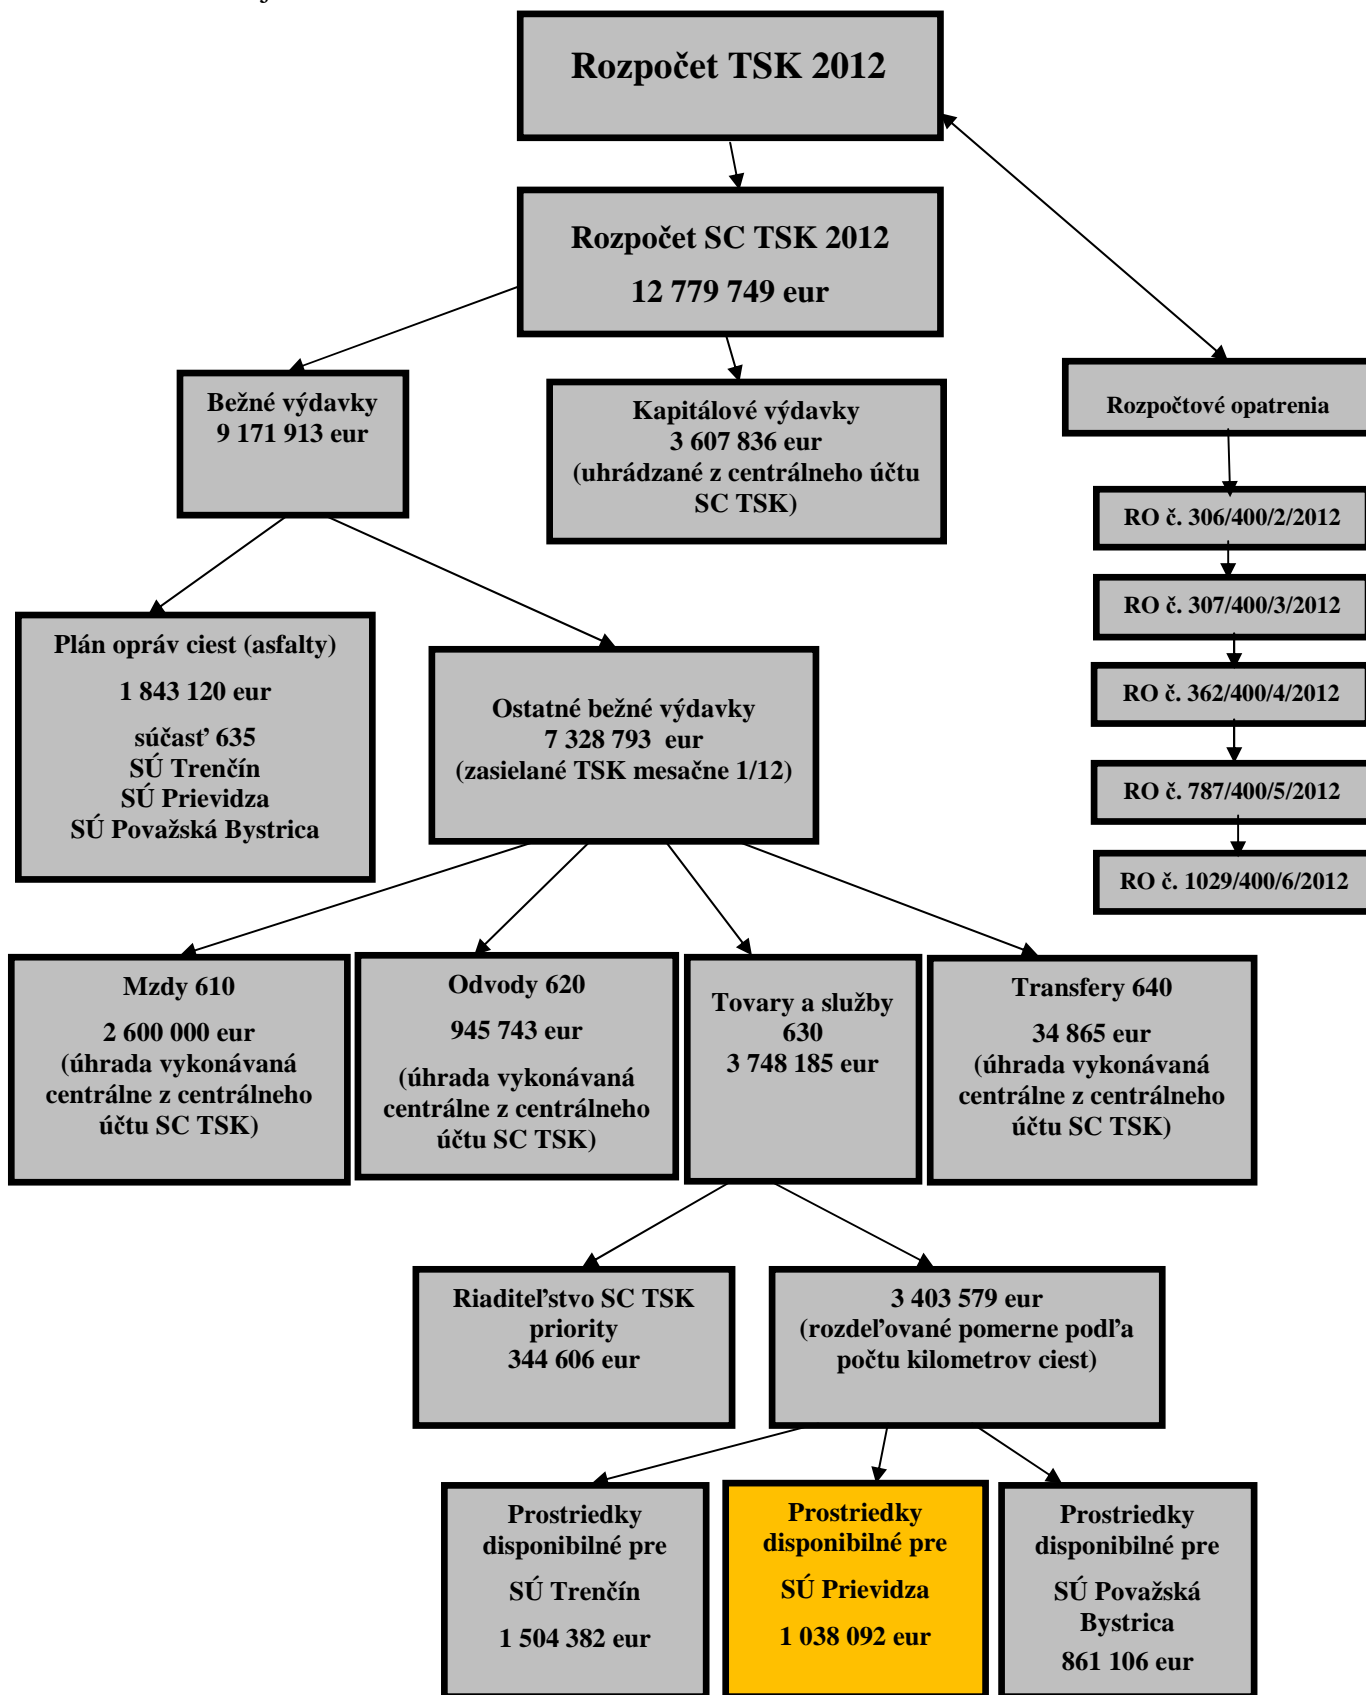 Rozpočet TSK 2012
Rozpočet SC TSK 2012
12 779 749 eur
Bežné výdavky
9 171 913 eur
Kapitálové výdavky
3 607 836 eur
(uhrádzané z centrálneho účtu
SC TSK)
Rozpočtové opatrenia
RO č. 306/400/2/2012
RO č. 307/400/3/2012
RO č. 362/400/4/2012
RO č. 787/400/5/2012
RO č. 1029/400/6/2012
Plán opráv ciest (asfalty)
1 843 120 eur
súčasť 635
SÚ Trenčín
SÚ Prievidza
SÚ Považská Bystrica
Ostatné bežné výdavky
7 328 793 eur
(zasielané TSK mesačne 1/12)
Mzdy 610
2 600 000 eur
(úhrada vykonávaná
centrálne z centrálneho
účtu SC TSK)
Odvody 620
945 743 eur
(úhrada vykonávaná
centrálne z centrálneho
účtu SC TSK)
Tovary a služby
630
3 748 185 eur
Transfery 640
34 865 eur
(úhrada vykonávaná
centrálne z centrálneho
účtu SC TSK)
Riaditeľstvo SC TSK
priority
344 606 eur
3 403 579 eur
(rozdeľované pomerne podľa
počtu kilometrov ciest)
Prostriedky
disponibilné pre
SÚ Trenčín
1 504 382 eur
Prostriedky
disponibilné pre
SÚ Prievidza
1 038 092 eur
Prostriedky
disponibilné pre
SÚ Považská
Bystrica
861 106 eur